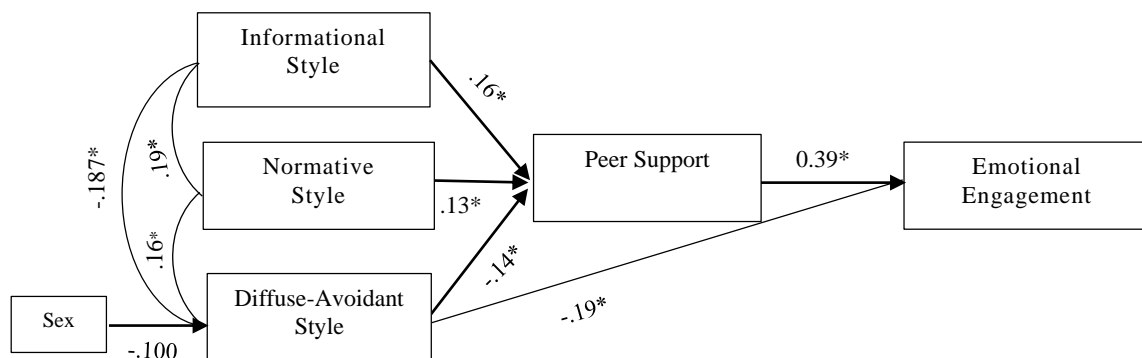 Informational
Style
.16*
-.187*
.19*
Normative
Style
.13*
Peer Support
0.39*
Emotional
Engagement
.16*
-.14*
Diffuse-Avoidant
Style
-.19*
Sex
-.100